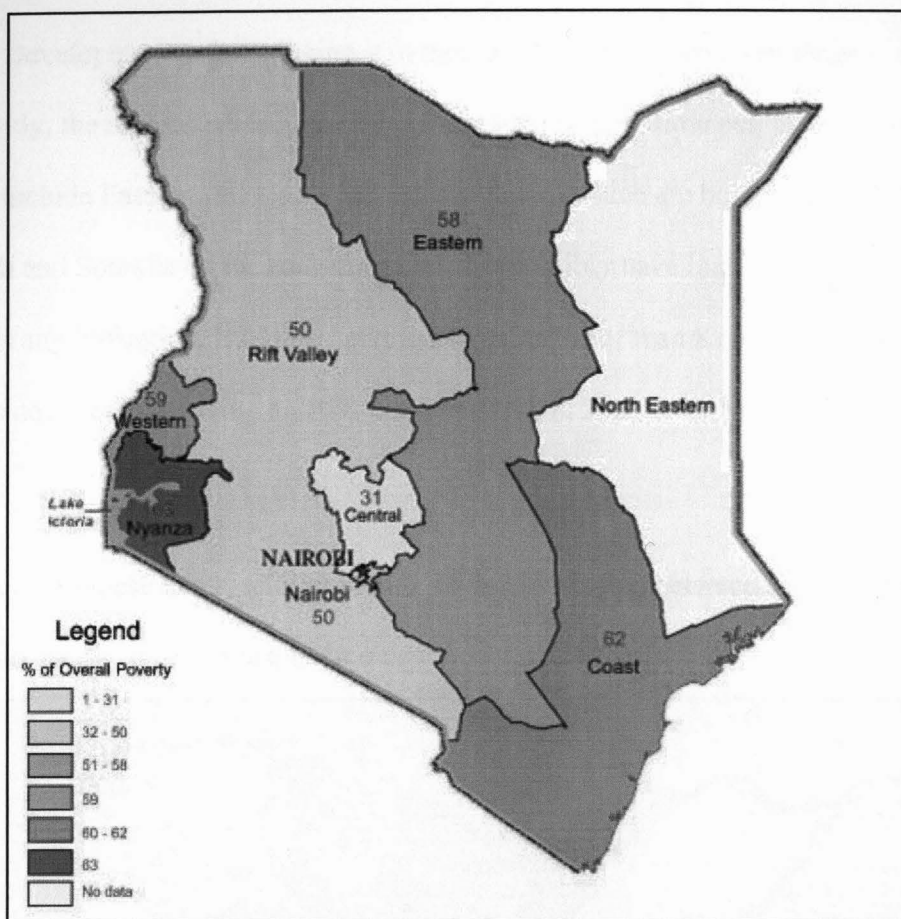 58
Eastern
50
Rift Valley
59
Western
North Eastern
31
Central
Lake
ictoria
63
Nyanza
NAIROBI
Nairobi
50
62
Coast
Legend
% of Overall Poverty
1 - 31
32 - 50
51 - 58
59
60 - 62
63
No data